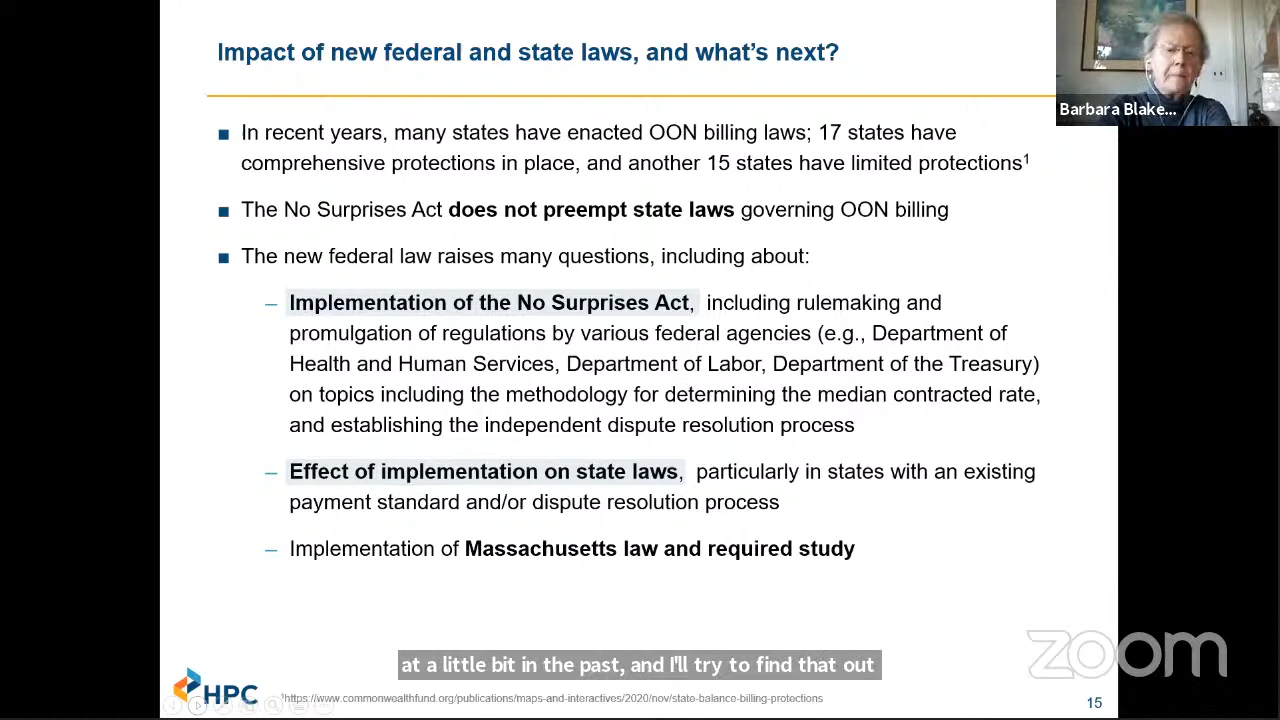 Impact of new federal and state laws, and what's next?
Barbara Blake...
■ In recent years, many states have enacted OON billing laws; 17 states have
comprehensive protections in place, and another 15 states have limited protections¹
■ The No Surprises Act does not preempt state laws governing OON billing
■ The new federal law raises many questions, including about:
– Implementation of the No Surprises Act, including rulemaking and
promulgation of regulations by various federal agencies (e.g., Department of
Health and Human Services, Department of Labor, Department of the Treasury)
on topics including the methodology for determining the median contracted rate,
and establishing the independent dispute resolution process
– Effect of implementation on state laws, particularly in states with an existing
payment standard and/or dispute resolution process
– Implementation of Massachusetts law and required study
at a little bit in the past, and I'll try to find that out
zoom
HPC
¹https://www.commonwealthfund.org/publications/maps-and-interactives/2020/nov/state-balance-billing-protections
15